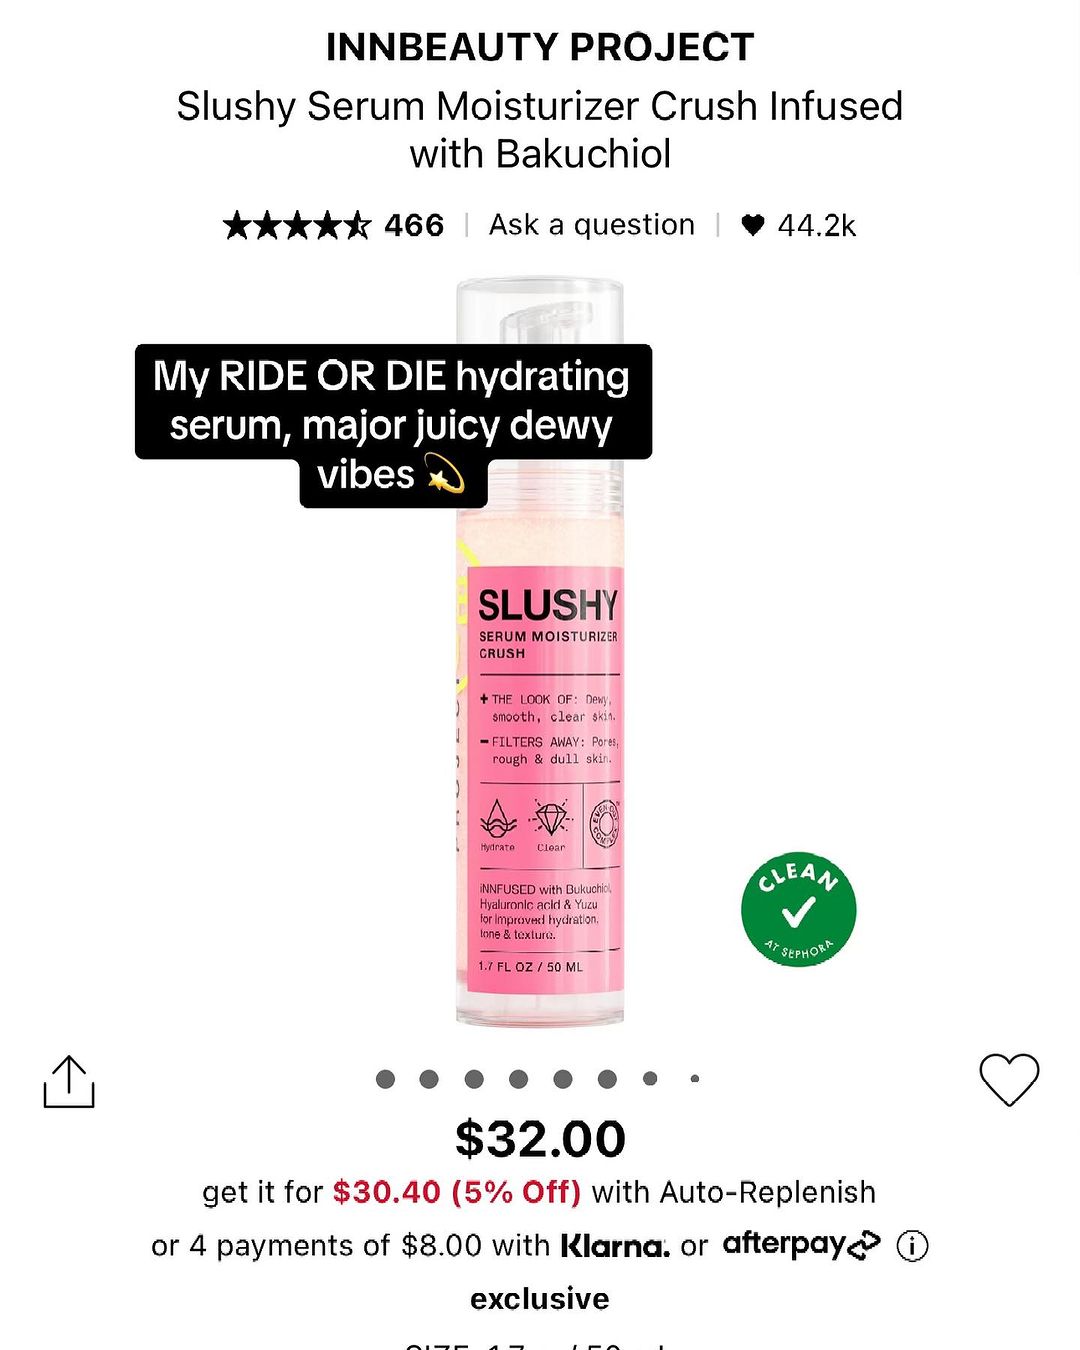 INNBEAUTY PROJECT
Slushy Serum Moisturizer Crush Infused
with Bakuchiol
466 | Ask a question | 44.2k
My RIDE OR DIE hydrating
serum, major juicy dewy
vibes 💫
SLUSHY
SERUM MOISTURIZER
CRUSH
+ THE LOOK OF: Dewy,
smooth, clear skin.
− FILTERS AWAY: Pores,
rough & dull skin.
Hydrate Clear
iNNFUSED with Bukuchiol,
Hyaluronic acid & Yuzu
for improved hydration,
tone & texture.
1.7 FL OZ / 50 ML
CLEAN
AT SEPHORA
$32.00
get it for $30.40 (5% Off) with Auto-Replenish
or 4 payments of $8.00 with Klarna. or afterpay
exclusive